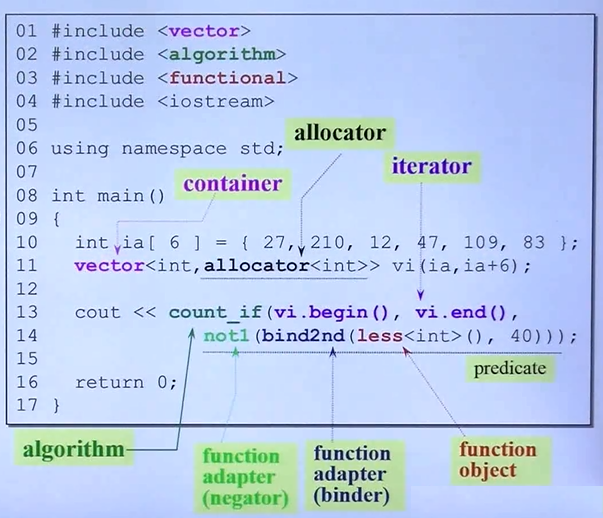 01 #include <vector>
02 #include <algorithm>
03 #include <functional>
04 #include <iostream>
05
allocator
06 using namespace std;
07
iterator
container
08 int main()
09 {
10 int ia[ 6 ] = { 27, 210, 12, 47, 109, 83 };
11 vector<int,allocator<int>> vi(ia,ia+6);
12
13 cout << count_if(vi.begin(), vi.end(),
14 not1(bind2nd(less<int>(), 40)));
15
predicate
16 return 0;
17 }
algorithm
function
adapter
(negator)
function
adapter
(binder)
function
object